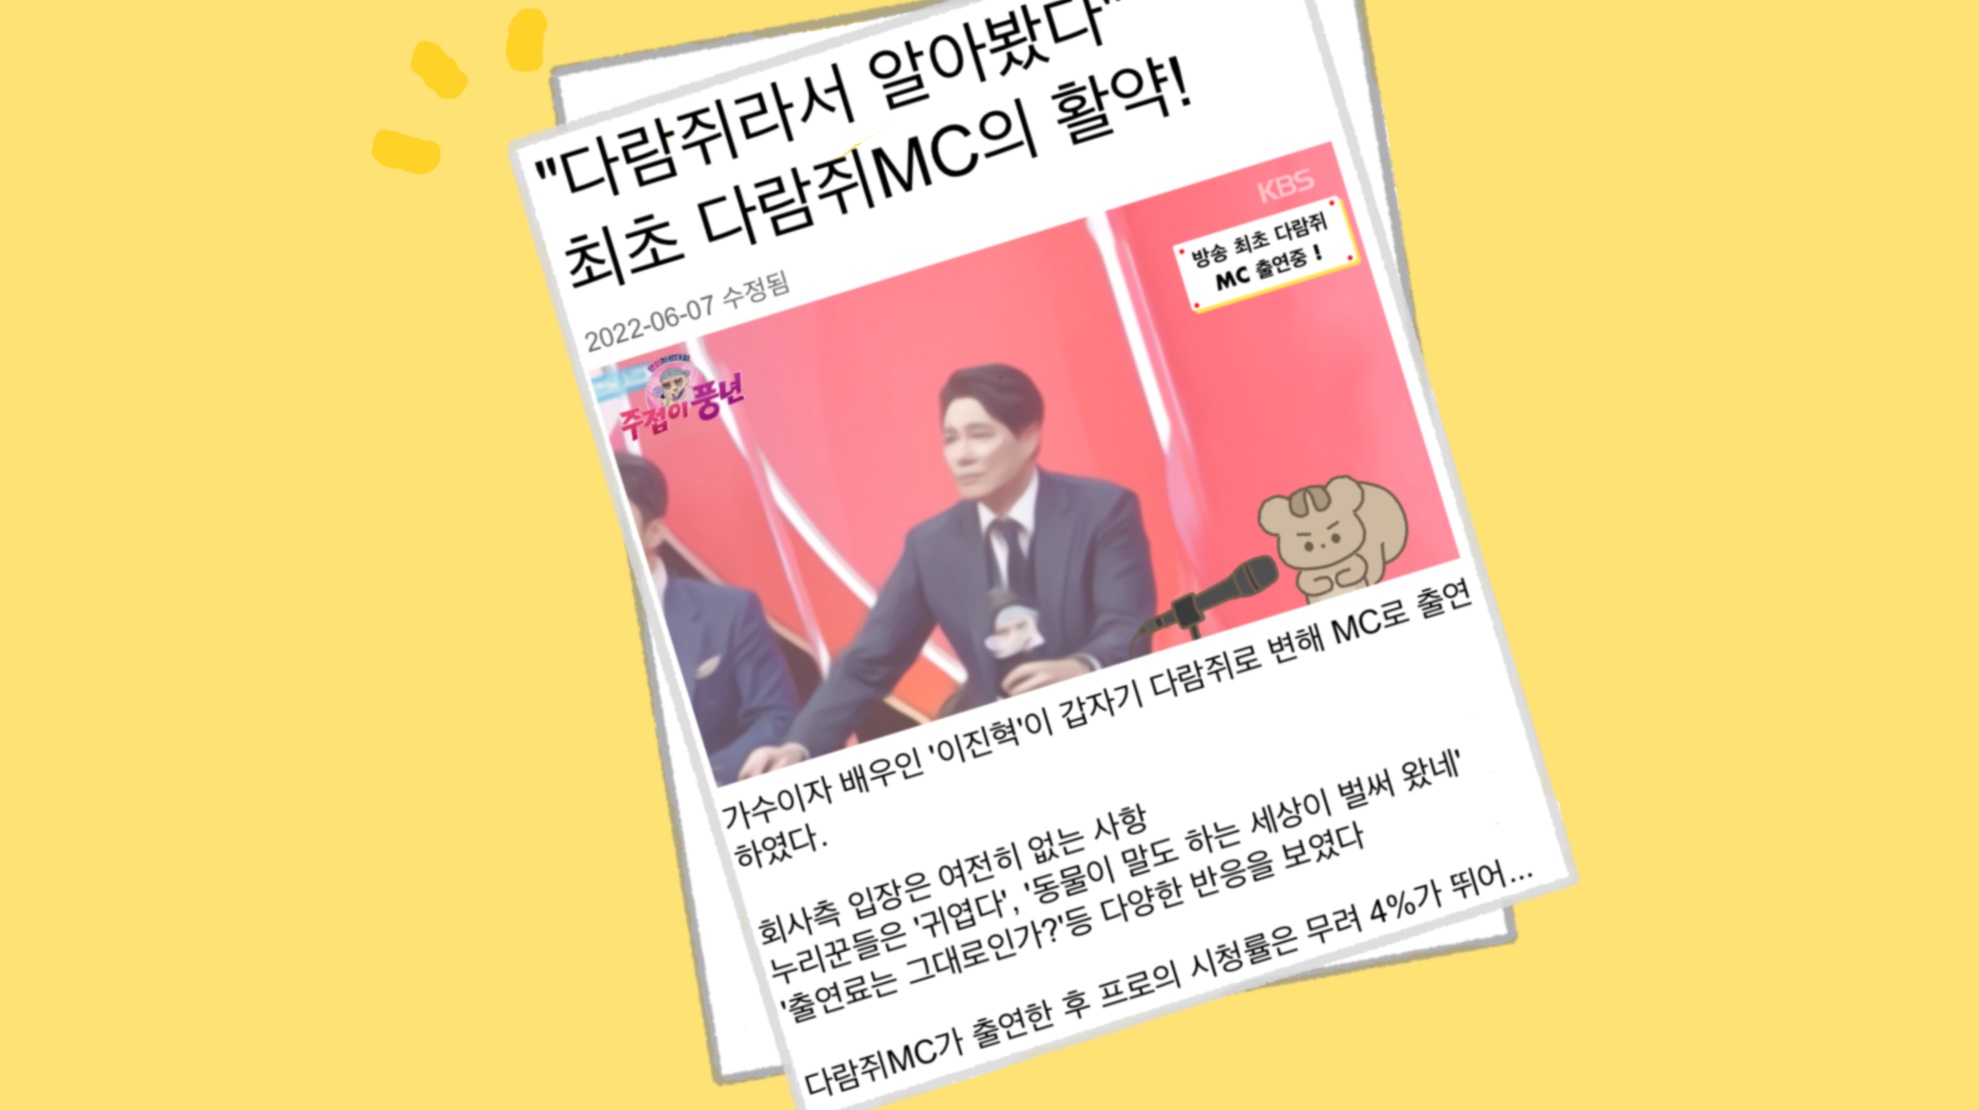 "다람쥐라서 알아봤다"
최초 다람쥐MC의 활약!
2022-06-07 수정됨
KBS
방송 최초 다람쥐
MC 출연중 !
주접이 풍년
가수이자 배우인 '이진혁'이 갑자기 다람쥐로 변해 MC로 출연
하였다.
회사측 입장은 여전히 없는 사항
누리꾼들은 '귀엽다', '동물이 말도 하는 세상이 벌써 왔네'
'출연료는 그대로인가?'등 다양한 반응을 보였다
다람쥐MC가 출연한 후 프로의 시청률은 무려 4%가 뛰어...